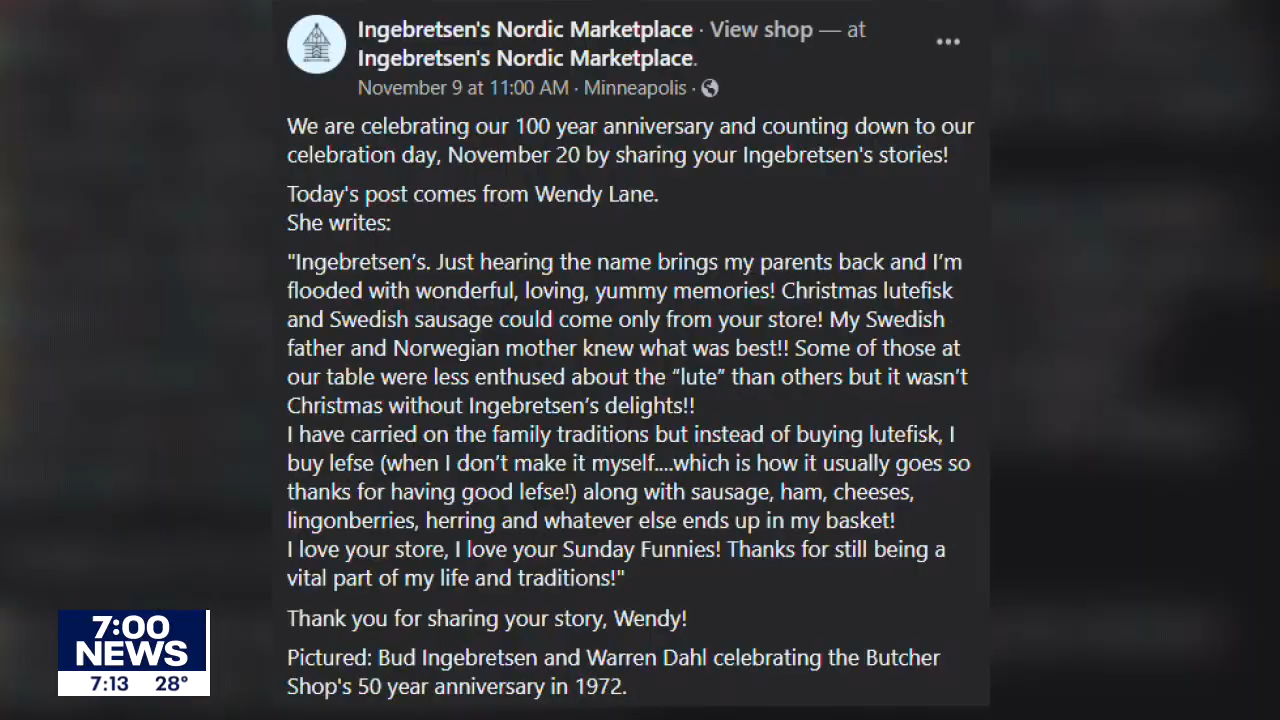 Ingebretsen's Nordic Marketplace · View shop — at
Ingebretsen's Nordic Marketplace.
November 9 at 11:00 AM · Minneapolis ·
We are celebrating our 100 year anniversary and counting down to our
celebration day, November 20 by sharing your Ingebretsen's stories!
Today's post comes from Wendy Lane.
She writes:
"Ingebretsen’s. Just hearing the name brings my parents back and I’m
flooded with wonderful, loving, yummy memories! Christmas lutefisk
and Swedish sausage could come only from your store! My Swedish
father and Norwegian mother knew what was best!! Some of those at
our table were less enthused about the “lute” than others but it wasn’t
Christmas without Ingebretsen’s delights!!
I have carried on the family traditions but instead of buying lutefisk, I
buy lefse (when I don’t make it myself....which is how it usually goes so
thanks for having good lefse!) along with sausage, ham, cheeses,
lingonberries, herring and whatever else ends up in my basket!
I love your store, I love your Sunday Funnies! Thanks for still being a
vital part of my life and traditions!"
Thank you for sharing your story, Wendy!
Pictured: Bud Ingebretsen and Warren Dahl celebrating the Butcher
Shop's 50 year anniversary in 1972.
7:00
NEWS
7:13 28°